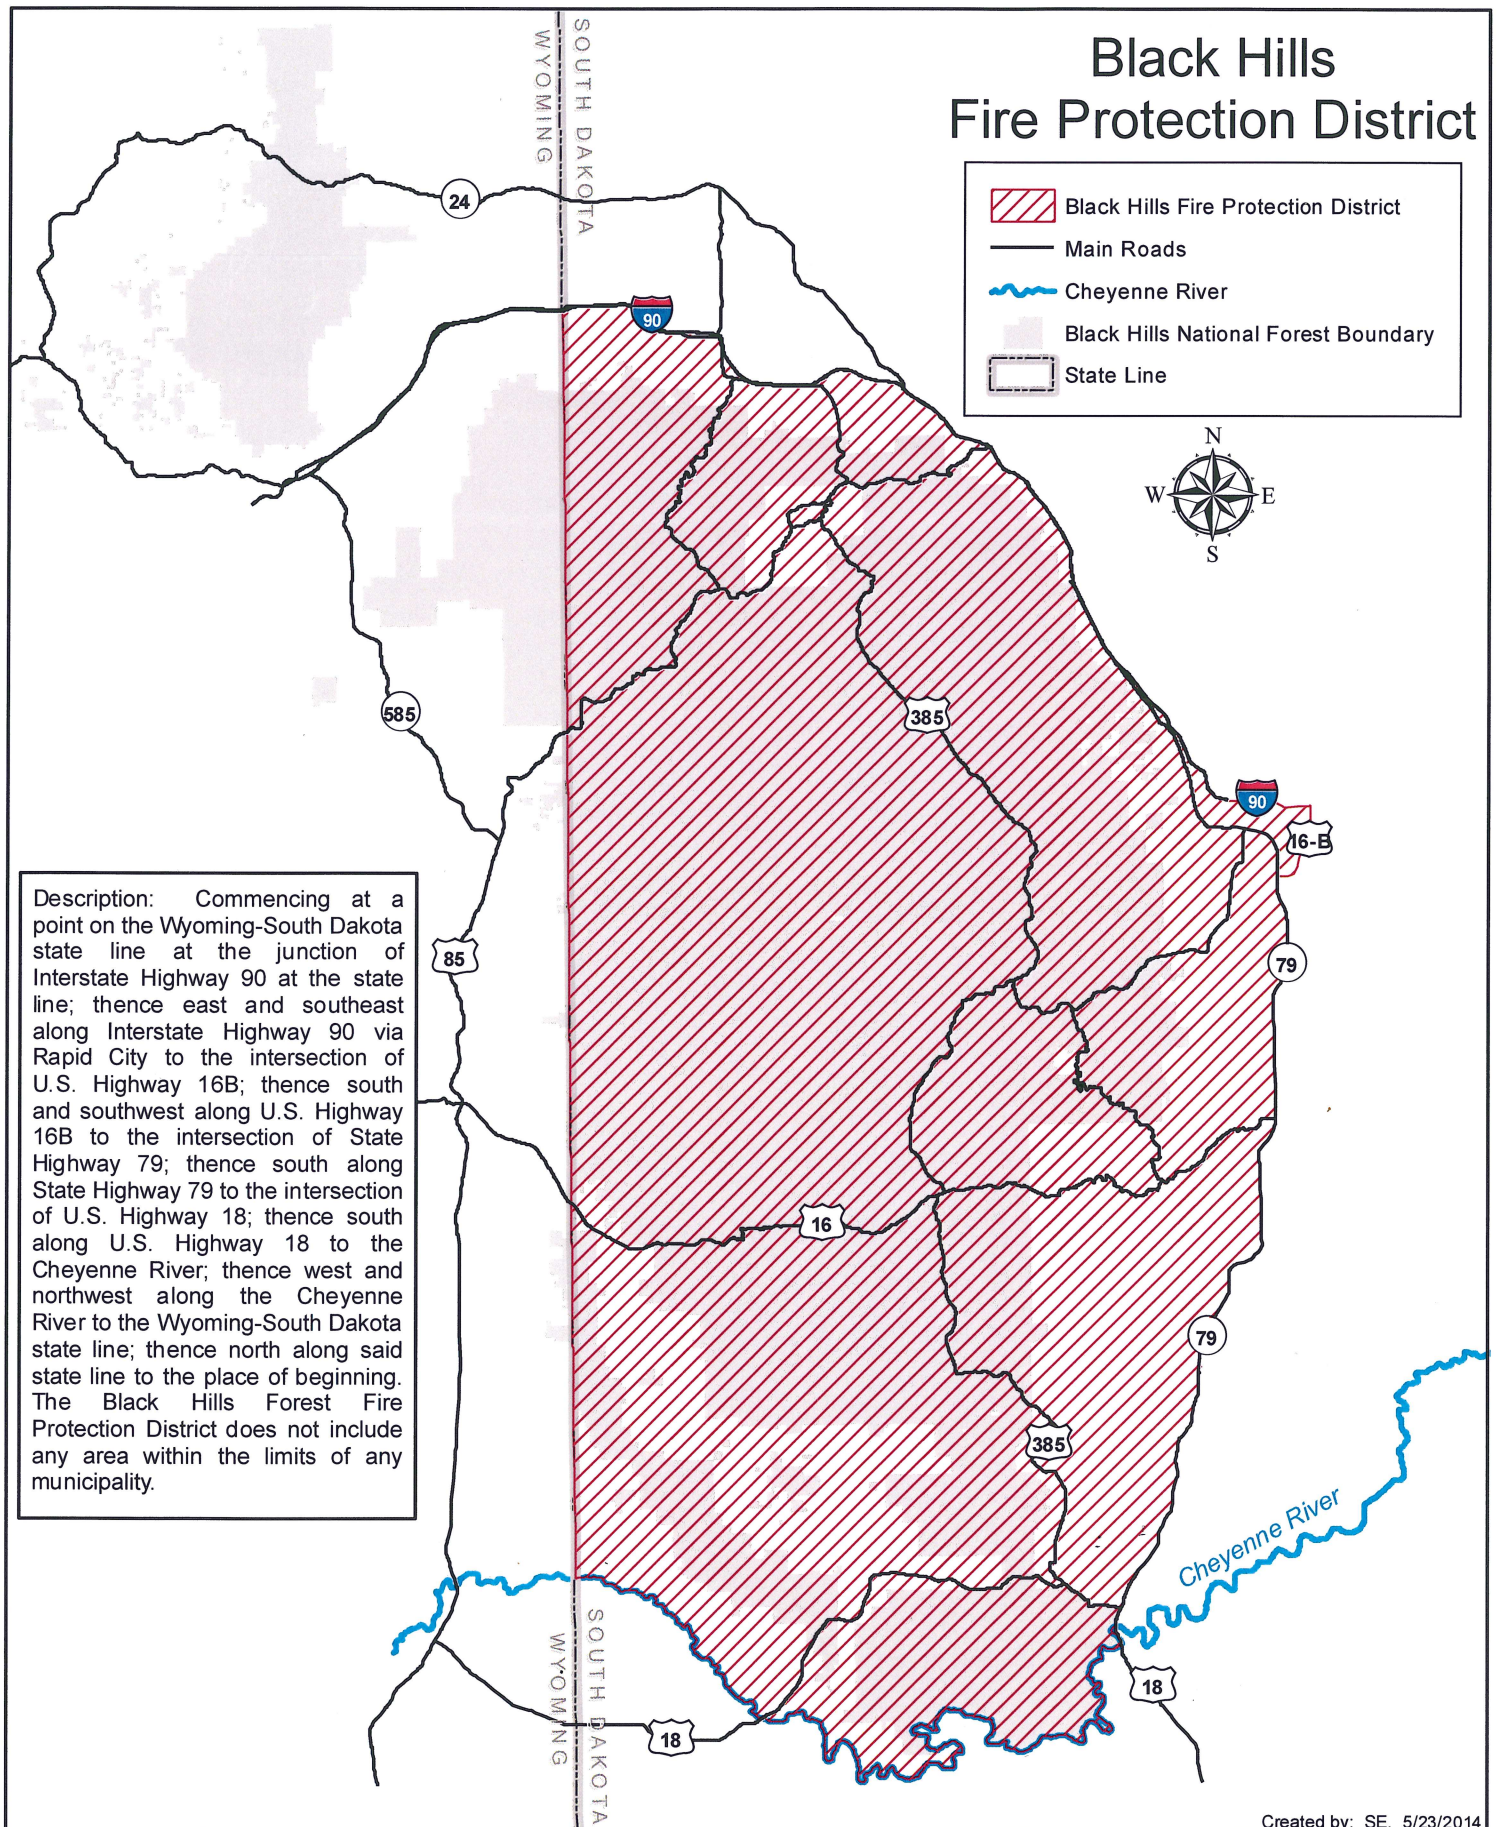 Black Hills
Fire Protection District
Black Hills Fire Protection District
Main Roads
Cheyenne River
Black Hills National Forest Boundary
State Line
N
W
E
S
SOUTH DAKOTA
WYOMING
24
90
585
385
90
16-B
85
79
16
79
385
Description: Commencing at a
point on the Wyoming-South Dakota
state line at the junction of
Interstate Highway 90 at the state
line; thence east and southeast
along Interstate Highway 90 via
Rapid City to the intersection of
U.S. Highway 16B; thence south
and southwest along U.S. Highway
16B to the intersection of State
Highway 79; thence south along
State Highway 79 to the intersection
of U.S. Highway 18; thence south
along U.S. Highway 18 to the
Cheyenne River; thence west and
northwest along the Cheyenne
River to the Wyoming-South Dakota
state line; thence north along said
state line to the place of beginning.
The Black Hills Forest Fire
Protection District does not include
any area within the limits of any
municipality.
Cheyenne River
18
18
SOUTH DAKOTA
WYOMING
Created by: SE, 5/23/2014